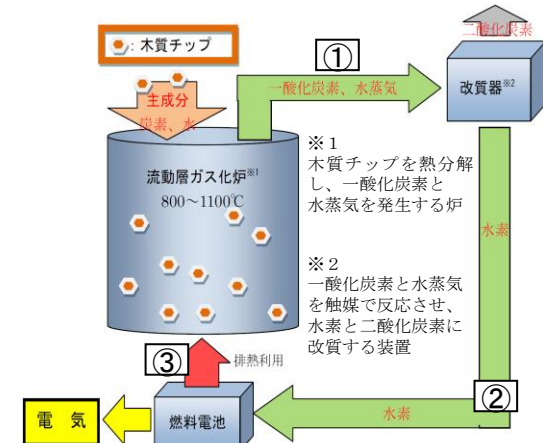 ：木質チップ
主成分
炭素、水
①
一酸化炭素、水蒸気
二酸化炭素
改質器※2
流動層ガス化炉※1
800～1100℃
※１
木質チップを熱分解
し、一酸化炭素と
水蒸気を発生する炉
水素
※２
一酸化炭素と水蒸気
を触媒で反応させ、
水素と二酸化炭素に
改質する装置
③
排熱利用
②
電気
燃料電池
水素